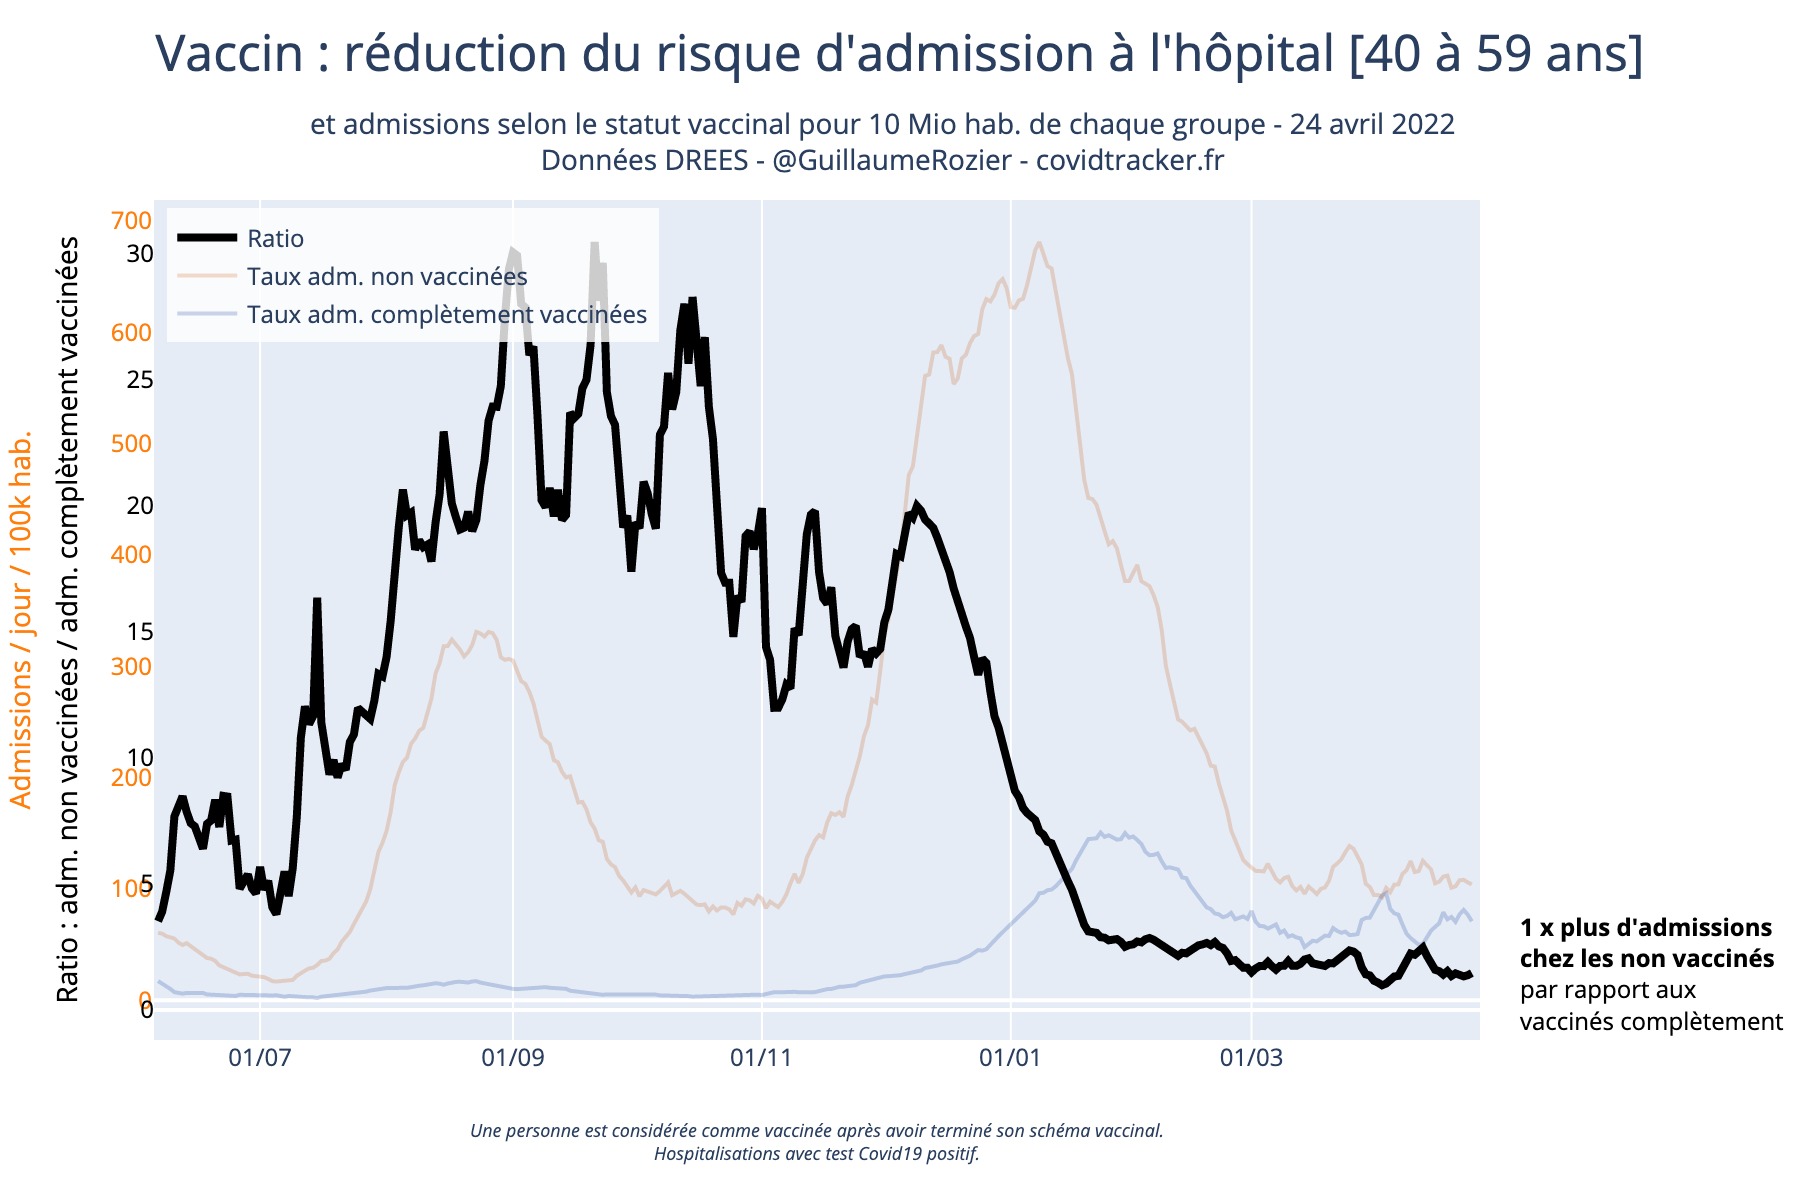 Vaccin : réduction du risque d'admission à l'hôpital [40 à 59 ans]
et admissions selon le statut vaccinal pour 10 Mio hab. de chaque groupe - 24 avril 2022
Données DREES - @GuillaumeRozier - covidtracker.fr
Admissions / jour / 100k hab.
Ratio : adm. non vaccinées / adm. complètement vaccinées
700
600
500
400
300
200
100
0
30
25
20
15
10
5
0
Ratio
Taux adm. non vaccinées
Taux adm. complètement vaccinées
01/07
01/09
01/11
01/01
01/03
1 x plus d'admissions
chez les non vaccinés
par rapport aux
vaccinés complètement
Une personne est considérée comme vaccinée après avoir terminé son schéma vaccinal.
Hospitalisations avec test Covid19 positif.